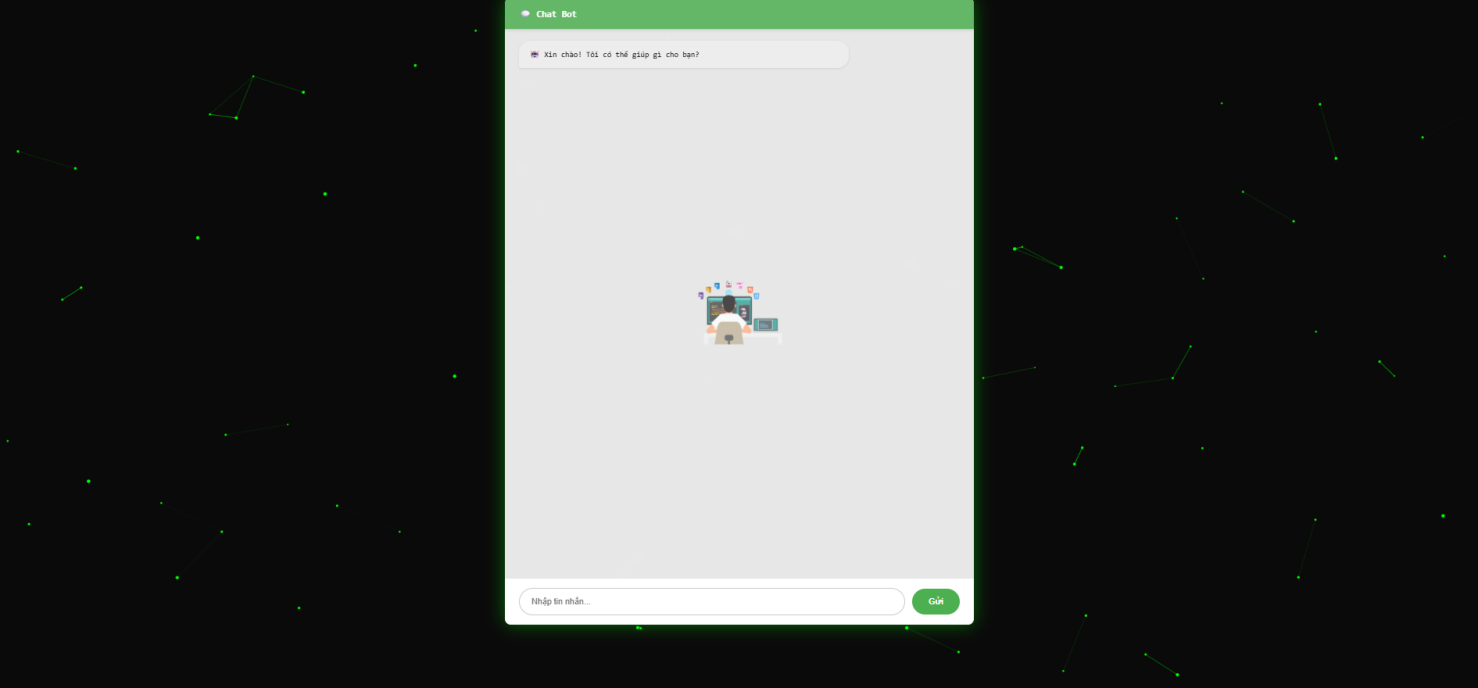 💬 Chat Bot
👾 Xin chào! Tôi có thể giúp gì cho bạn?
Nhập tin nhắn...
Gửi